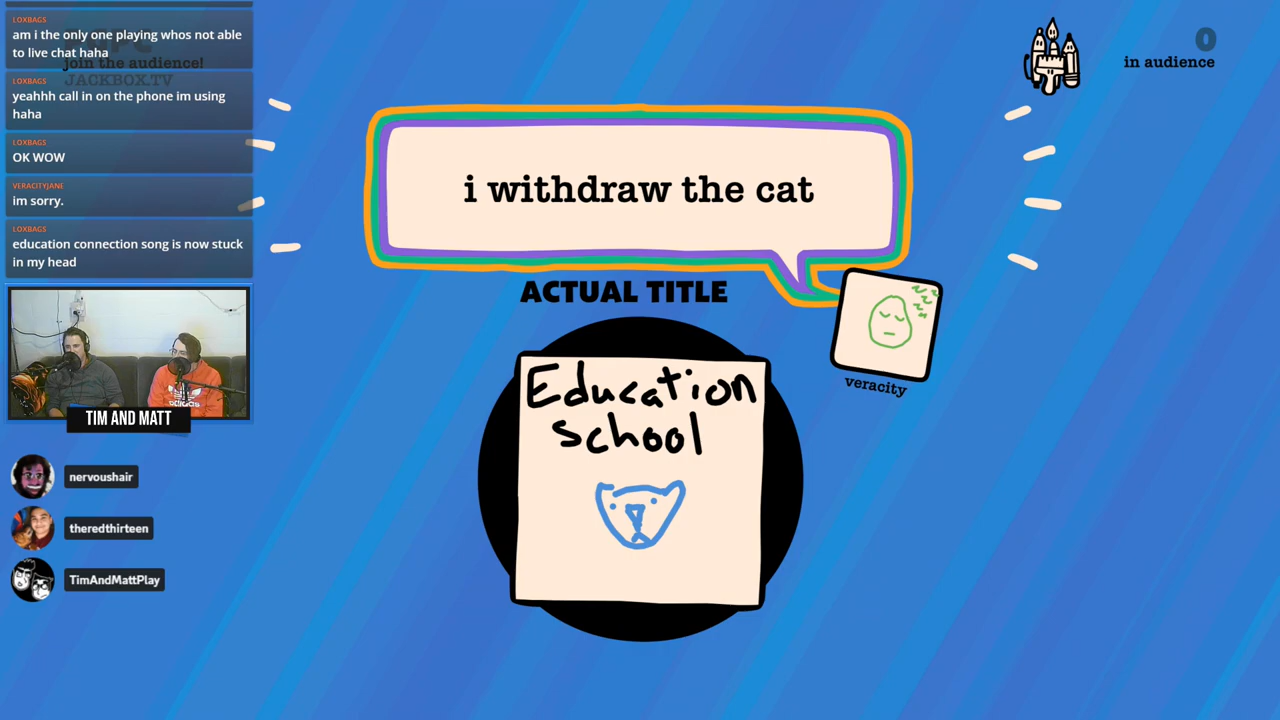 LOXBAGS
am i the only one playing whos not able
to live chat haha
join the audience!
JACKBOX.TV
LOXBAGS
yeahhh call in on the phone im using
haha
LOXBAGS
OK WOW
VERACITYJANE
im sorry.
LOXBAGS
education connection song is now stuck
in my head
TIM AND MATT
nervoushair
theredthirteen
TimAndMattPlay
0
in audience
i withdraw the cat
ACTUAL TITLE
veracity
Education
school